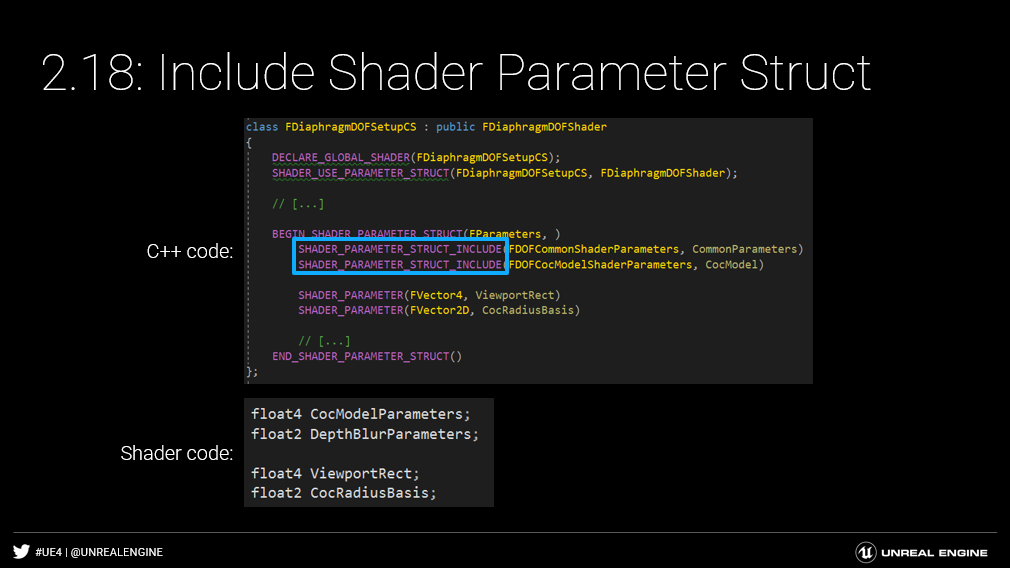 2.18: Include Shader Parameter Struct
C++ code:
class FDiaphragmDOFSetupCS : public FDiaphragmDOFShader
{
DECLARE_GLOBAL_SHADER(FDiaphragmDOFSetupCS);
SHADER_USE_PARAMETER_STRUCT(FDiaphragmDOFSetupCS, FDiaphragmDOFShader);
// [...]
BEGIN_SHADER_PARAMETER_STRUCT(FParameters, )
SHADER_PARAMETER_STRUCT_INCLUDE(FDOFCommonShaderParameters, CommonParameters)
SHADER_PARAMETER_STRUCT_INCLUDE(FDOFCocModelShaderParameters, CocModel)
SHADER_PARAMETER(FVector4, ViewportRect)
SHADER_PARAMETER(FVector2D, CocRadiusBasis)
// [...]
END_SHADER_PARAMETER_STRUCT()
};
Shader code:
float4 CocModelParameters;
float2 DepthBlurParameters;
float4 ViewportRect;
float2 CocRadiusBasis;
#UE4 | @UNREALENGINE
UNREAL ENGINE